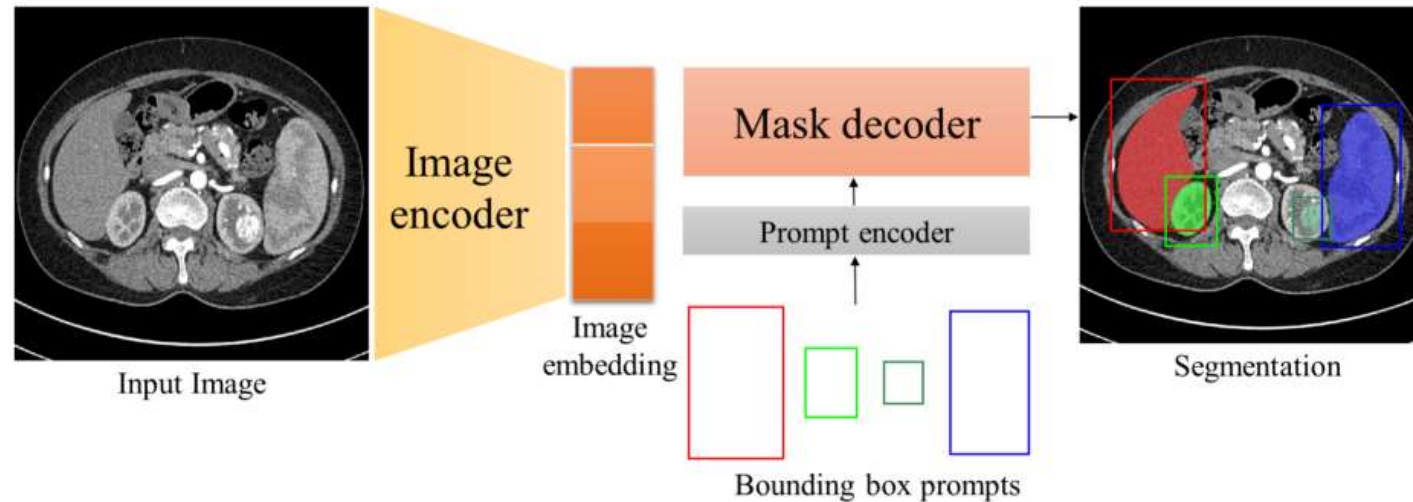 Image
encoder
Mask decoder
Prompt encoder
Image
embedding
Input Image
Segmentation
Bounding box prompts